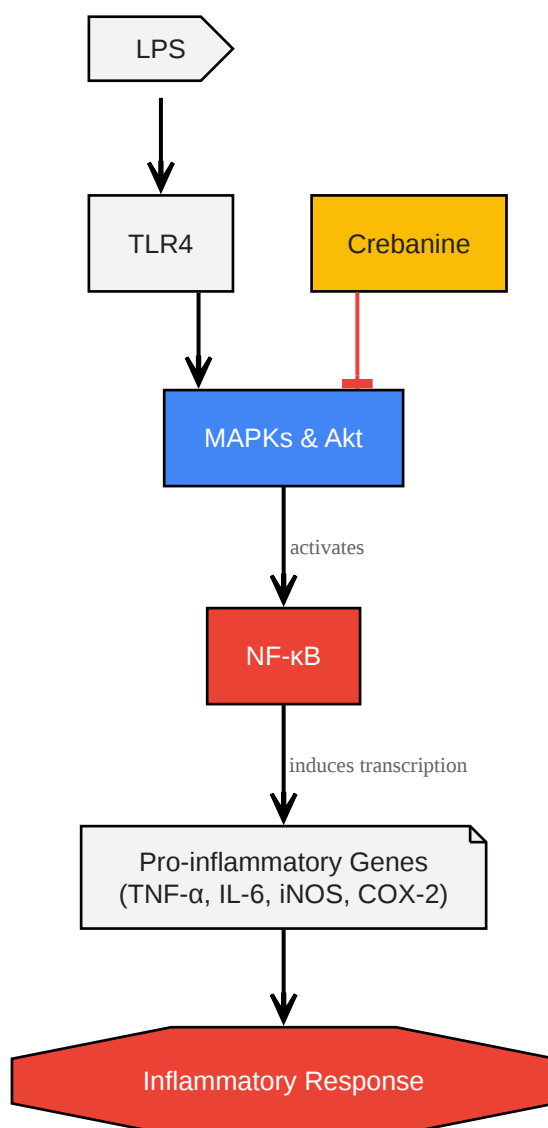 LPS
TLR4
Crebanine
MAPKs & Akt
activates
NF-κB
induces transcription
Pro-inflammatory Genes
(TNF-α, IL-6, iNOS, COX-2)
Inflammatory Response